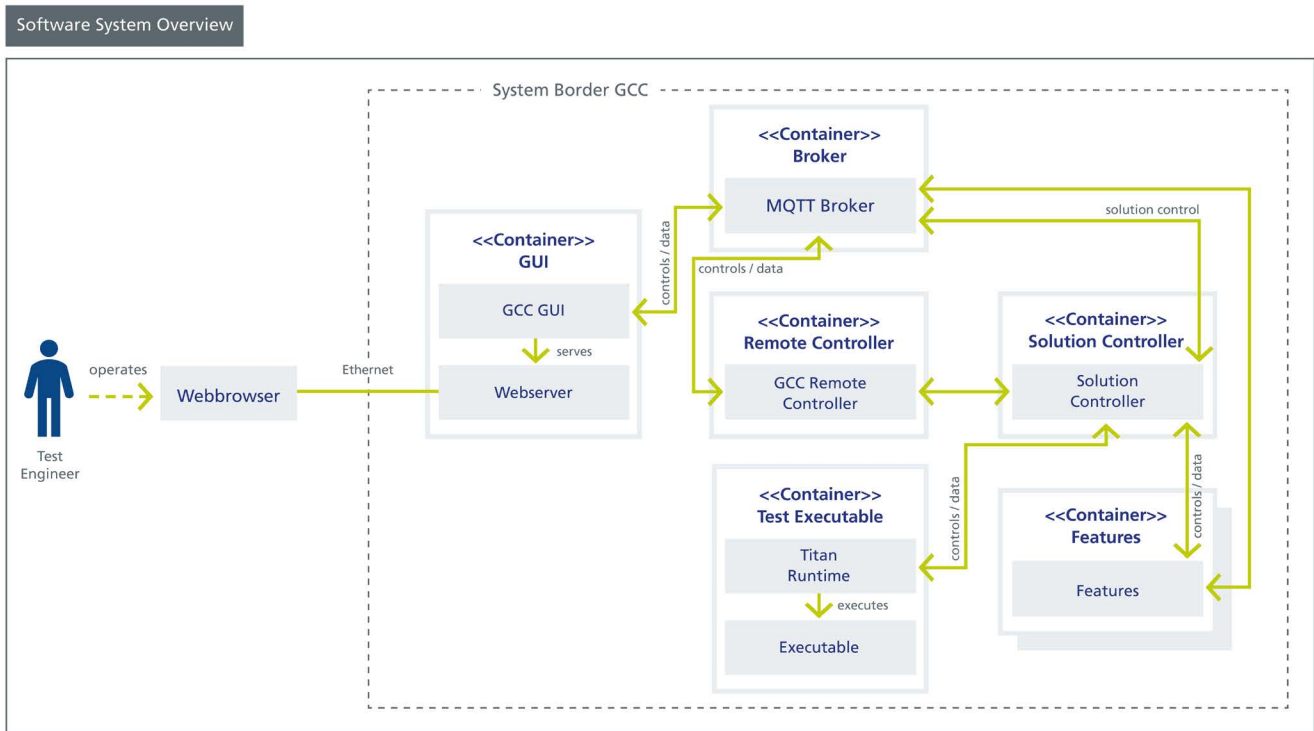 Software System Overview
System Border GCC
<<Container>>
Broker
MQTT Broker
solution control
controls / data
controls / data
<<Container>>
GUI
GCC GUI
serves
Webserver
<<Container>>
Remote Controller
GCC Remote
Controller
<<Container>>
Solution Controller
Solution
Controller
operates
Webbrowser
Ethernet
Test
Engineer
<<Container>>
Test Executable
Titan
Runtime
executes
Executable
controls / data
controls / data
<<Container>>
Features
Features